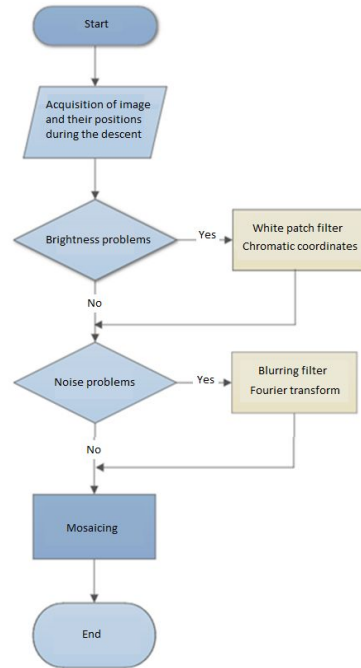 Start
Acquisition of image
and their positions
during the descent
Brightness problems
Yes
White patch filter
Chromatic coordinates
No
Noise problems
Yes
Blurring filter
Fourier transform
No
Mosaicing
End